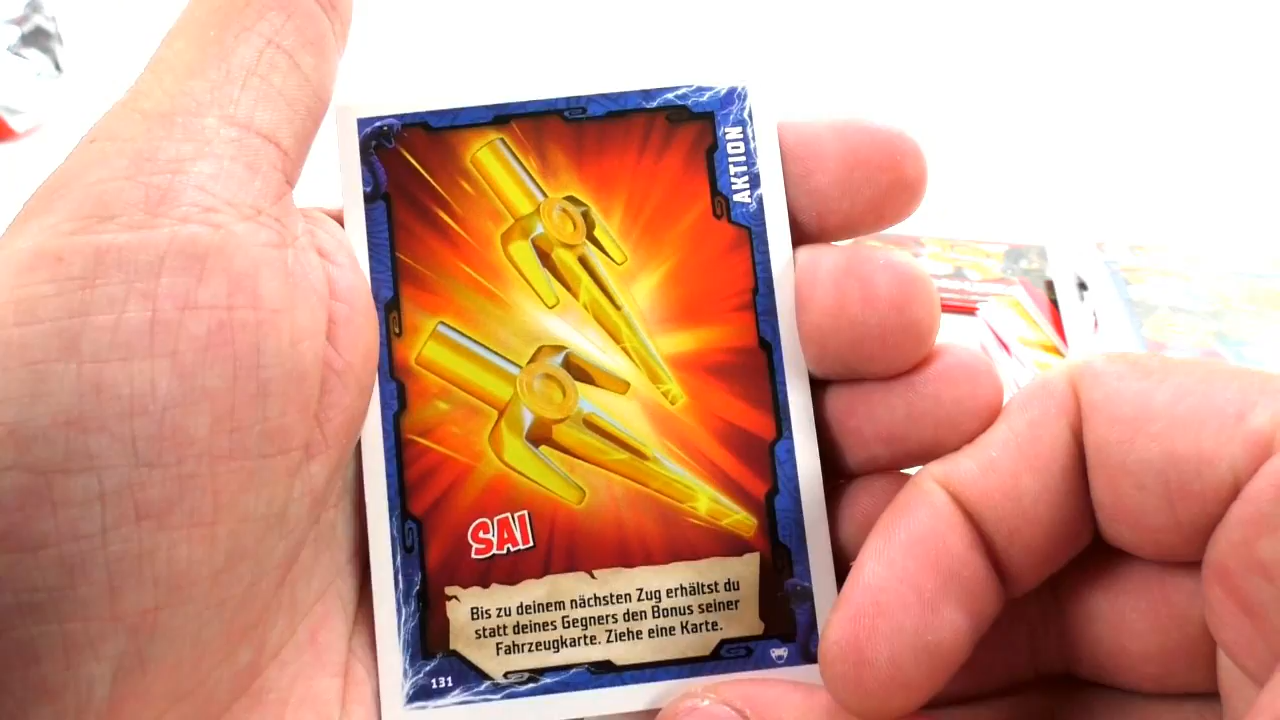 AKTION
SAI
Bis zu deinem nächsten Zug erhältst du
statt deines Gegners den Bonus seiner
Fahrzeugkarte. Ziehe eine Karte.
131